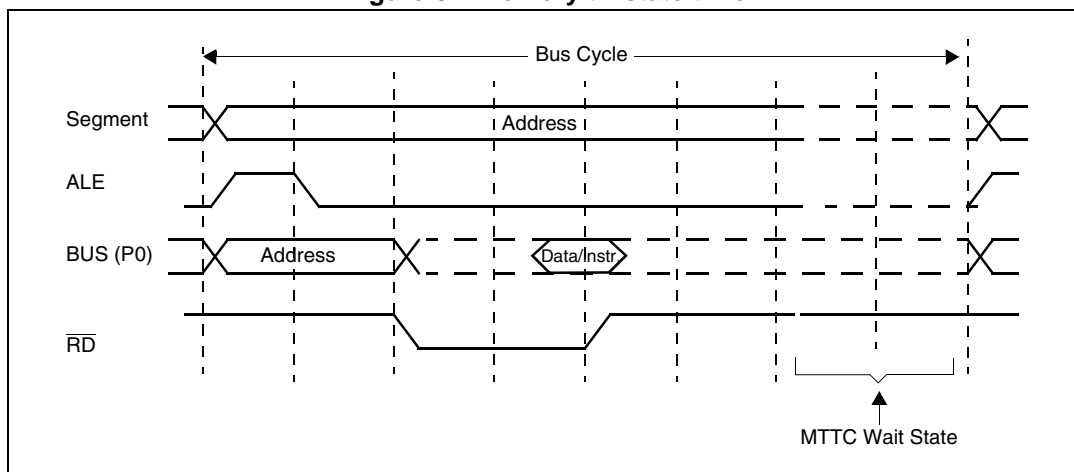 Bus Cycle
Segment
Address
ALE
BUS (P0)
Address
Data/Instr.
RD
MTTC Wait State